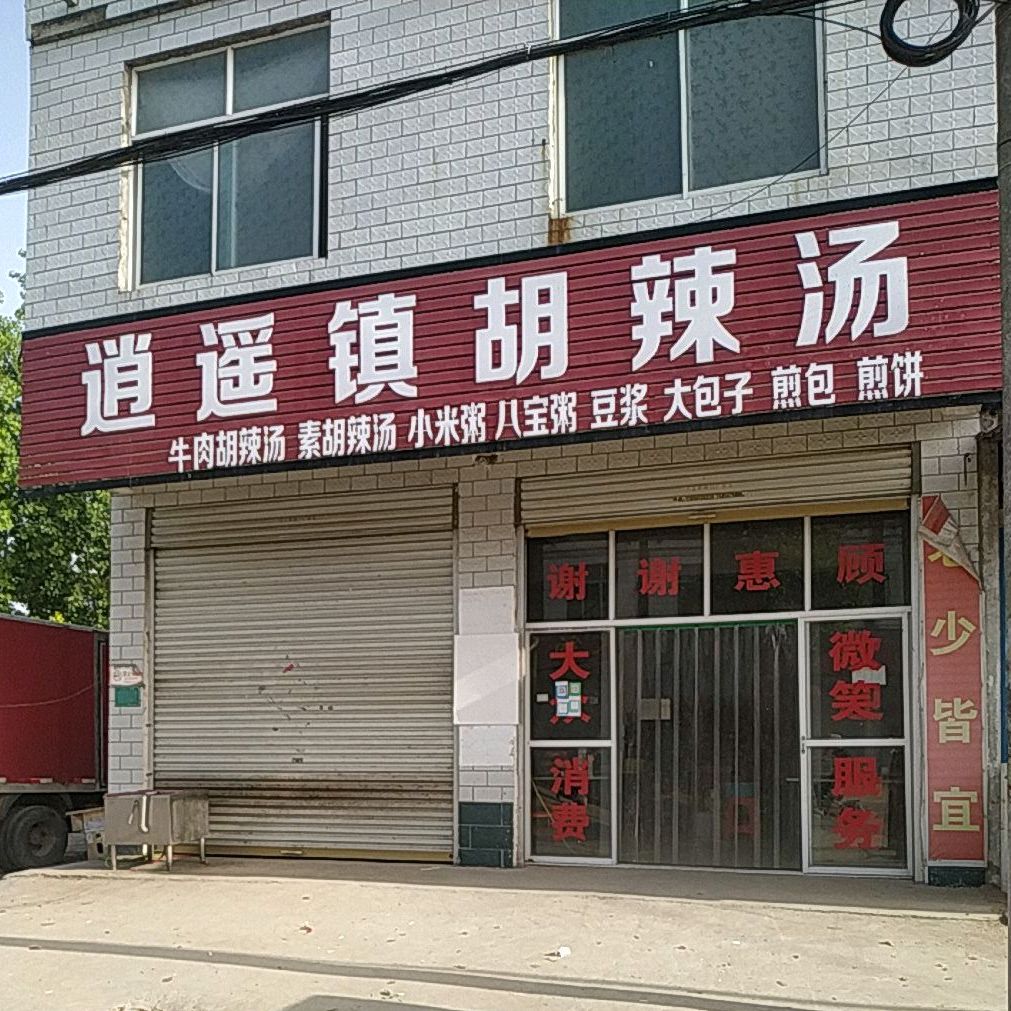 逍遥镇胡辣汤
牛肉胡辣汤 素胡辣汤 小米粥 八宝粥 豆浆 大包子 煎包 煎饼
谢谢惠顾
大众
消费
微笑
服务
少皆宜